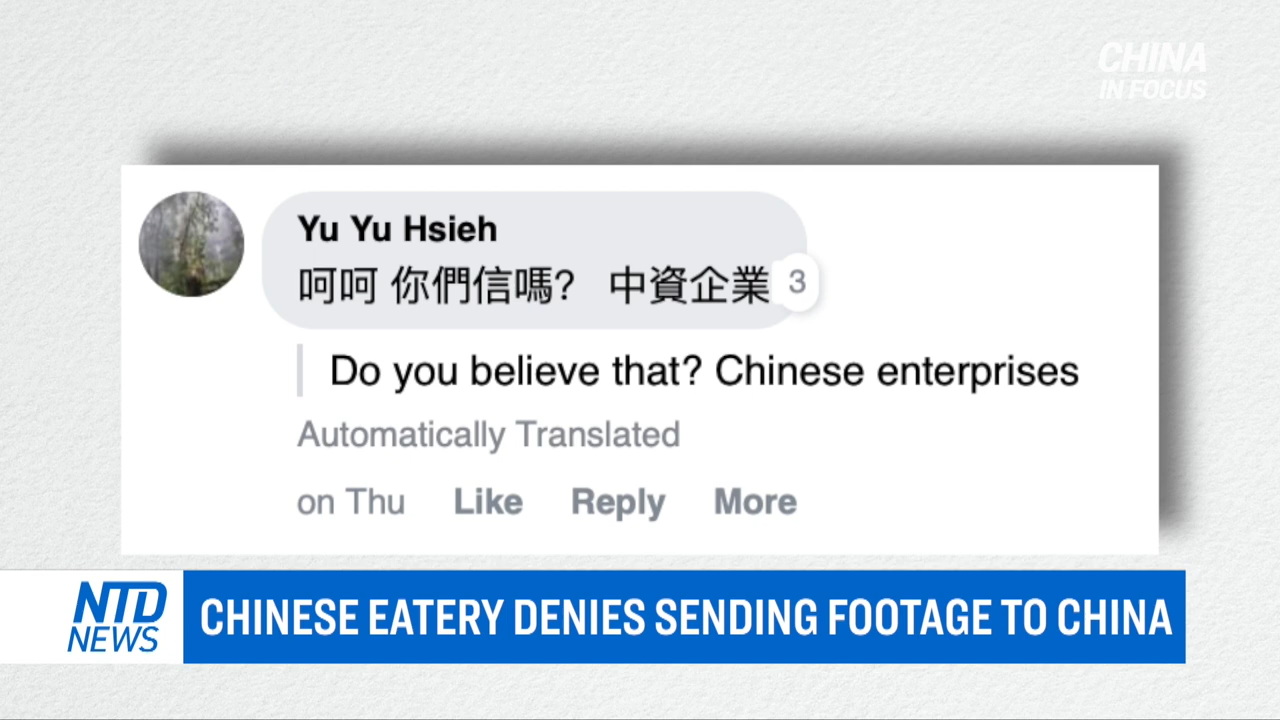 CHINA
IN FOCUS
Yu Yu Hsieh
呵呵 你們信嗎? 中資企業
3
Do you believe that? Chinese enterprises
Automatically Translated
on Thu Like Reply More
NTD
NEWS
CHINESE EATERY DENIES SENDING FOOTAGE TO CHINA